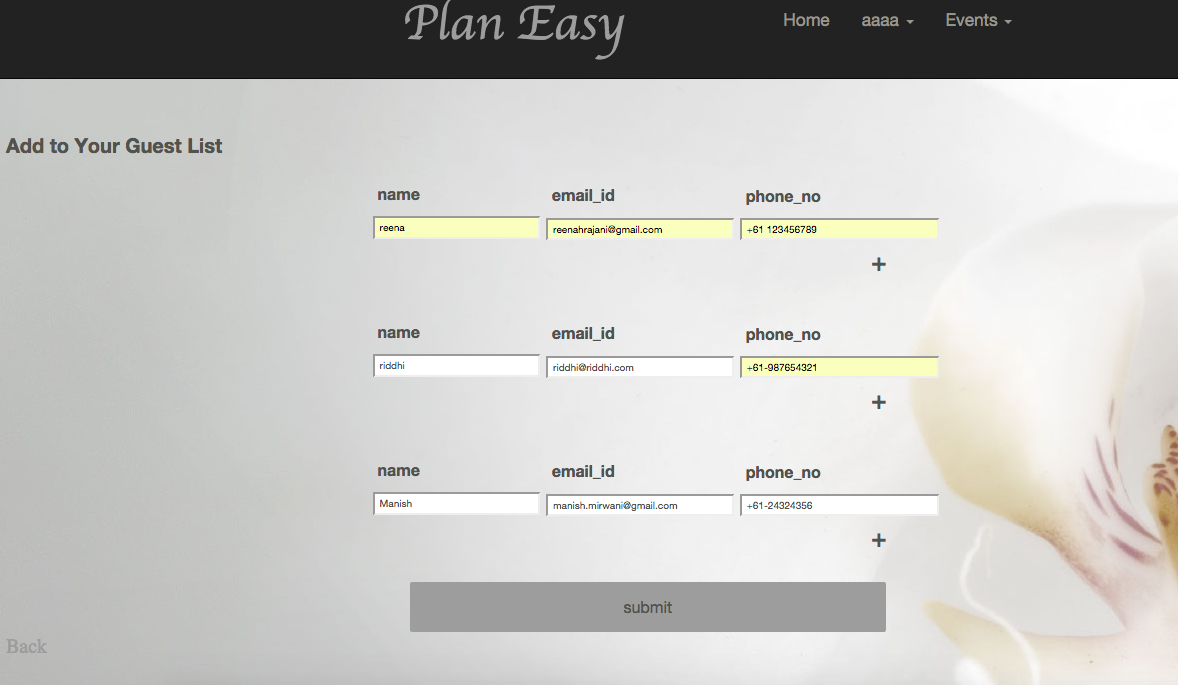 Plan Easy
Home aaaa Events
Add to Your Guest List
name email_id phone_no
reena reenahrajani@gmail.com +61 123456789
+
name email_id phone_no
riddhi riddhi@riddhi.com +61-987654321
+
name email_id phone_no
Manish manish.mirwani@gmail.com +61-24324356
+
submit
Back